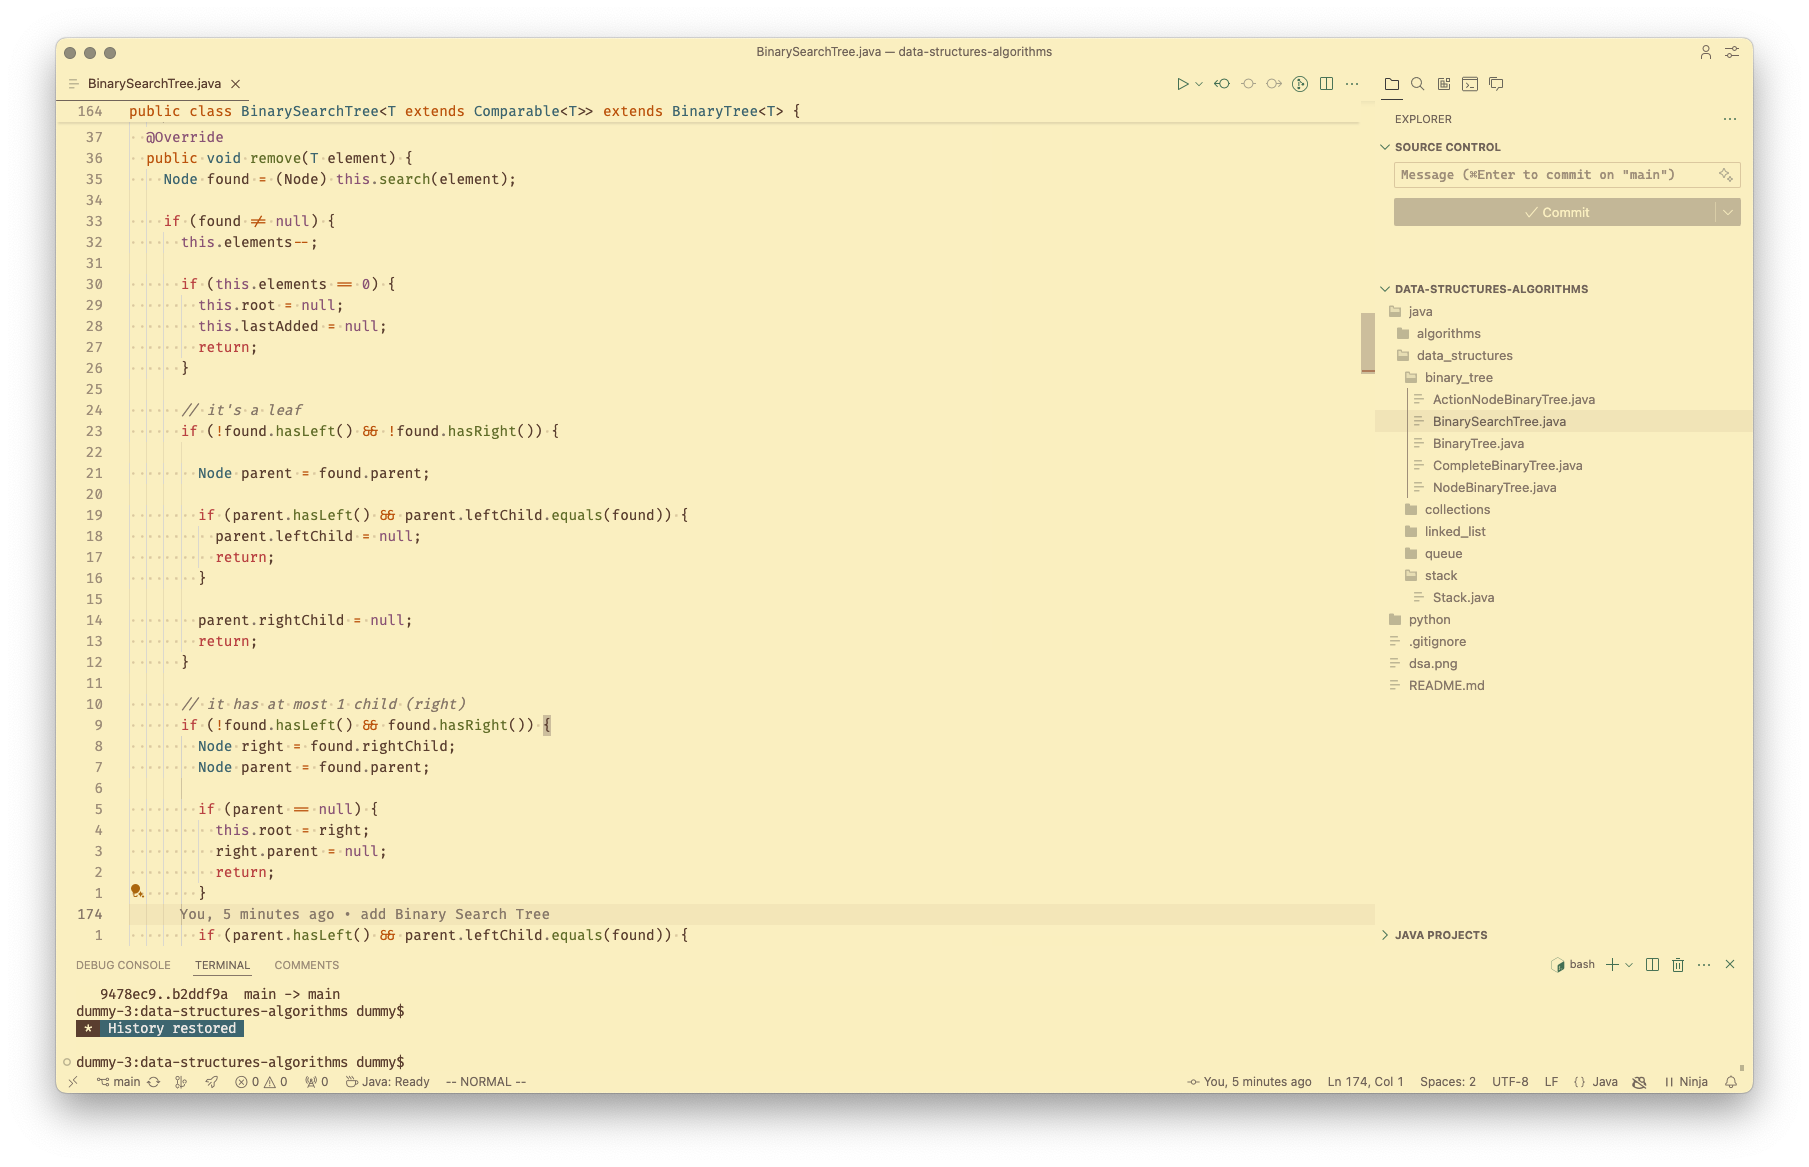 BinarySearchTree.java — data-structures-algorithms
BinarySearchTree.java
164 public class BinarySearchTree<T extends Comparable<T>> extends BinaryTree<T> {
37 @Override
36 public void remove(T element) {
35 Node found = (Node) this.search(element);
34
33 if (found != null) {
32 this.elements--;
31
30 if (this.elements == 0) {
29 this.root = null;
28 this.lastAdded = null;
27 return;
26 }
25
24 // it's a leaf
23 if (!found.hasLeft() && !found.hasRight()) {
22
21 Node parent = found.parent;
20
19 if (parent.hasLeft() && parent.leftChild.equals(found)) {
18 parent.leftChild = null;
17 return;
16 }
15
14 parent.rightChild = null;
13 return;
12 }
11
10 // it has at most 1 child (right)
9 if (!found.hasLeft() && found.hasRight()) {
8 Node right = found.rightChild;
7 Node parent = found.parent;
6
5 if (parent == null) {
4 this.root = right;
3 right.parent = null;
2 return;
1 }
174 You, 5 minutes ago • add Binary Search Tree
1 if (parent.hasLeft() && parent.leftChild.equals(found)) {
EXPLORER
SOURCE CONTROL
Message (⌘Enter to commit on "main")
Commit
DATA-STRUCTURES-ALGORITHMS
java
algorithms
data_structures
binary_tree
ActionNodeBinaryTree.java
BinarySearchTree.java
BinaryTree.java
CompleteBinaryTree.java
NodeBinaryTree.java
collections
linked_list
queue
stack
Stack.java
python
.gitignore
dsa.png
README.md
JAVA PROJECTS
DEBUG CONSOLE TERMINAL COMMENTS
bash
9478ec9..b2ddf9a main -> main
dummy-3:data-structures-algorithms dummy$
* History restored
dummy-3:data-structures-algorithms dummy$
main 0 0 0 Java: Ready -- NORMAL -- You, 5 minutes ago Ln 174, Col 1 Spaces: 2 UTF-8 LF {} Java Ninja